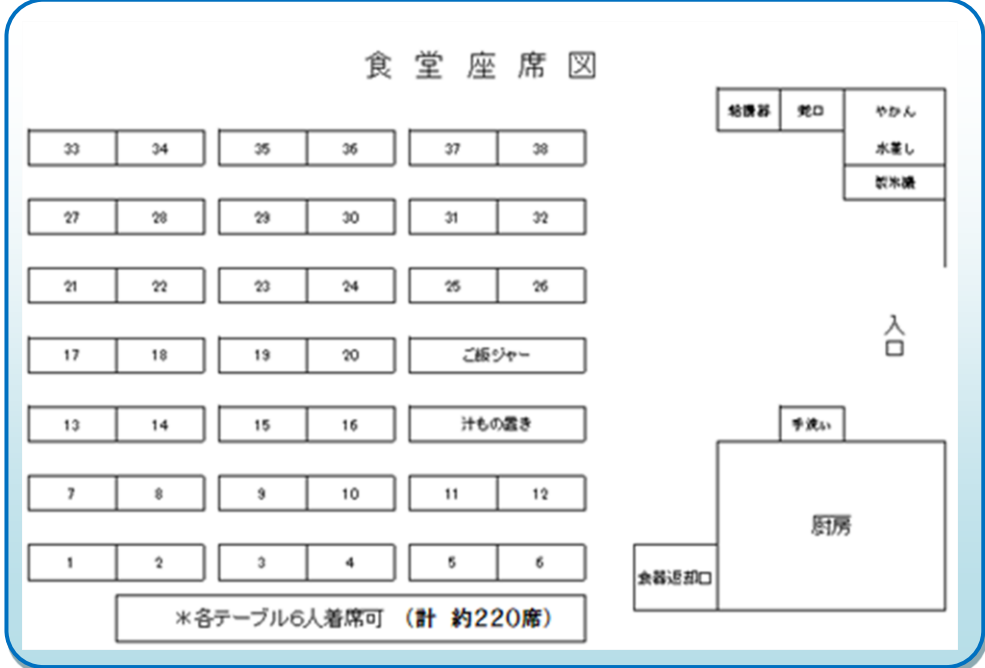 食堂座席図
給湯器 蛇口 やかん
水差し
製氷機
33 34 35 36 37 38
27 28 29 30 31 32
21 22 23 24 25 26
入口
17 18 19 20 ご飯ジャー
13 14 15 16 汁もの置き
手洗い
7 8 9 10 11 12
厨房
1 2 3 4 5 6
食器返却口
*各テーブル6人着席可 (計 約220席)